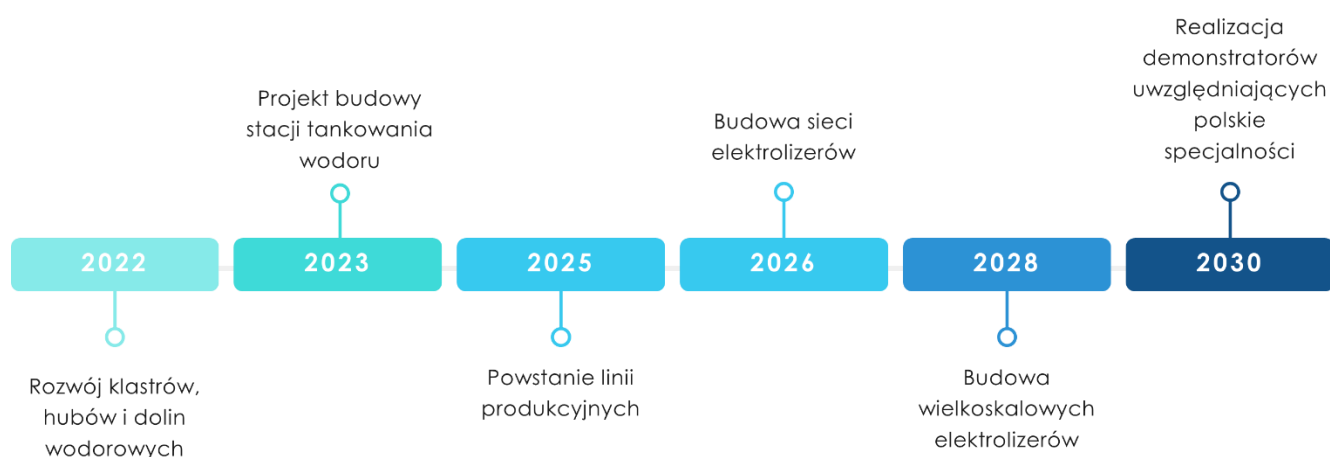 2022
Rozwój klastrów,
hubów i dolin
wodorowych
Projekt budowy
stacji tankowania
wodoru
2023
2025
Powstanie linii
produkcyjnych
Budowa sieci
elektrolizerów
2026
2028
Budowa
wielkoskalowych
elektrolizerów
Realizacja
demonstratorów
uwzględniających
polskie
specjalności
2030